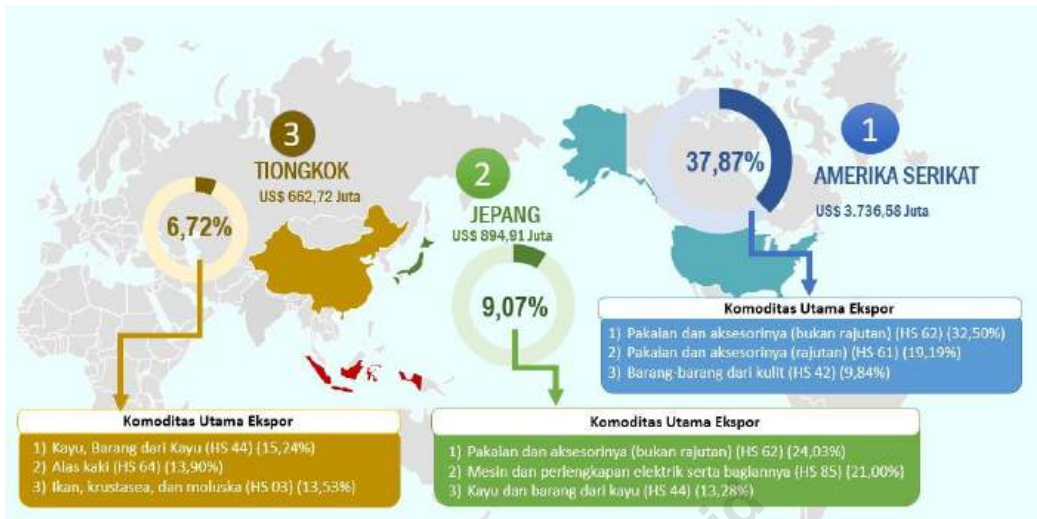 3
TIONGKOK
US$ 662,72 Juta
6,72%
2
JEPANG
US$ 894,91 Juta
9,07%
1
37,87%
AMERIKA SERIKAT
US$ 3.736,58 Juta
Komoditas Utama Ekspor
1) Pakaian dan aksesorinya (bukan rajutan) (HS 62) (32,50%)
2) Pakaian dan aksesorinya (rajutan) (HS 61) (19,19%)
3) Barang-barang dari kulit (HS 42) (9,84%)
Komoditas Utama Ekspor
1) Kayu, Barang dari Kayu (HS 44) (15,24%)
2) Alas kaki (HS 64) (13,90%)
3) Ikan, krustasea, dan moluska (HS 03) (13,53%)
Komoditas Utama Ekspor
1) Pakaian dan aksesorinya (bukan rajutan) (HS 62) (24,03%)
2) Mesin dan perlengkapan elektrik serta bagiannya (HS 85) (21,00%)
3) Kayu dan barang dari kayu (HS 44) (13,28%)